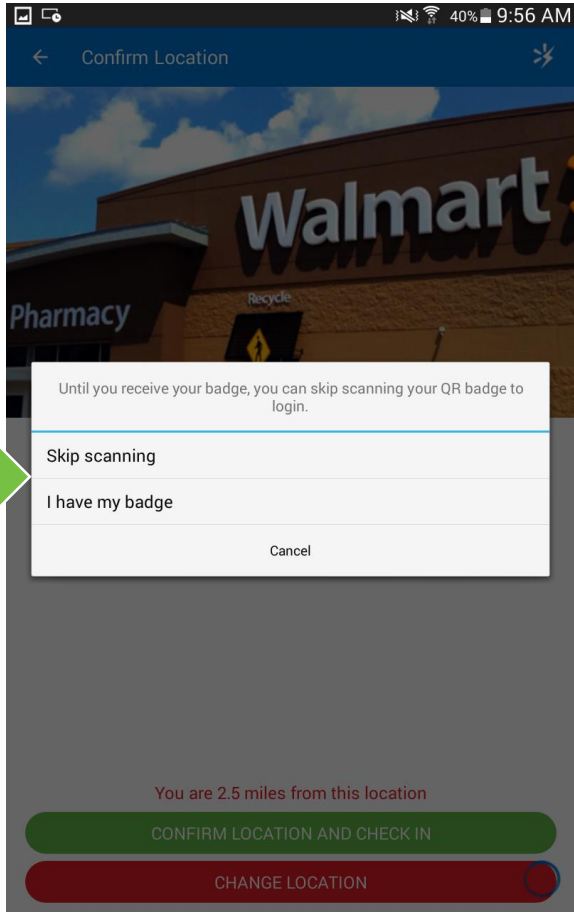 40% 9:56 AM
Confirm Location
Walmart
Pharmacy
Recycle
Until you receive your badge, you can skip scanning your QR badge to
login.
Skip scanning
I have my badge
Cancel
You are 2.5 miles from this location
CONFIRM LOCATION AND CHECK IN
CHANGE LOCATION